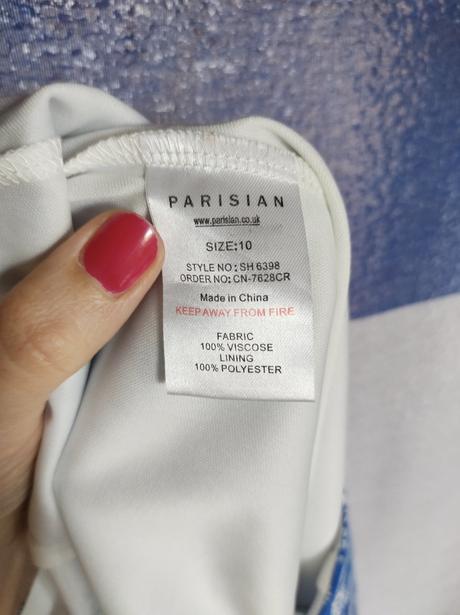 PARISIAN
www.parisian.co.uk
SIZE:10
STYLE NO: SH 6398
ORDER NO: CN-7628CR
Made in China
KEEP AWAY FROM FIRE
FABRIC
100% VISCOSE
LINING
100% POLYESTER